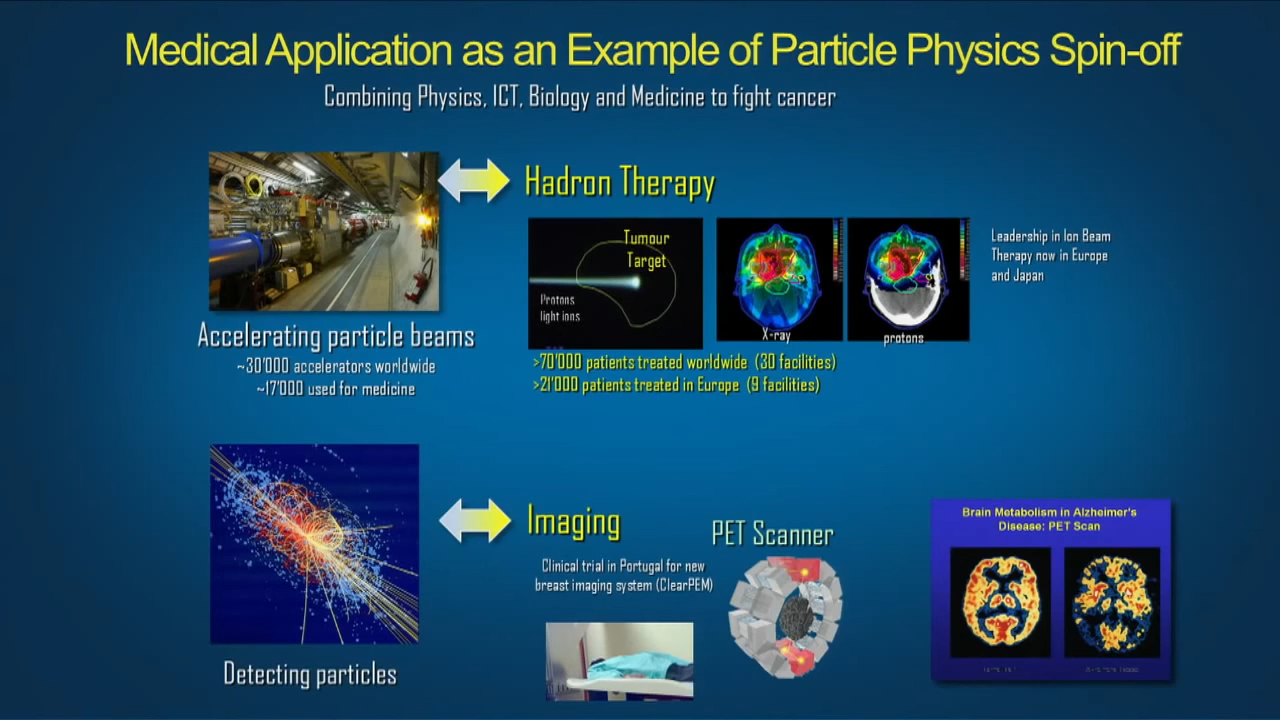 Medical Application as an Example of Particle Physics Spin-off
Combining Physics, ICT, Biology and Medicine to fight cancer
Hadron Therapy
Tumour
Target
Protons
light ions
X-ray
protons
Leadership in Ion Beam
Therapy now in Europe
and Japan
Accelerating particle beams
~30'000 accelerators worldwide
~17'000 used for medicine
>70'000 patients treated worldwide (30 facilities)
>21'000 patients treated in Europe (9 facilities)
Imaging
PET Scanner
Clinical trial in Portugal for new
breast imaging system (ClearPEM)
Brain Metabolism in Alzheimer's
Disease: PET Scan
Detecting particles